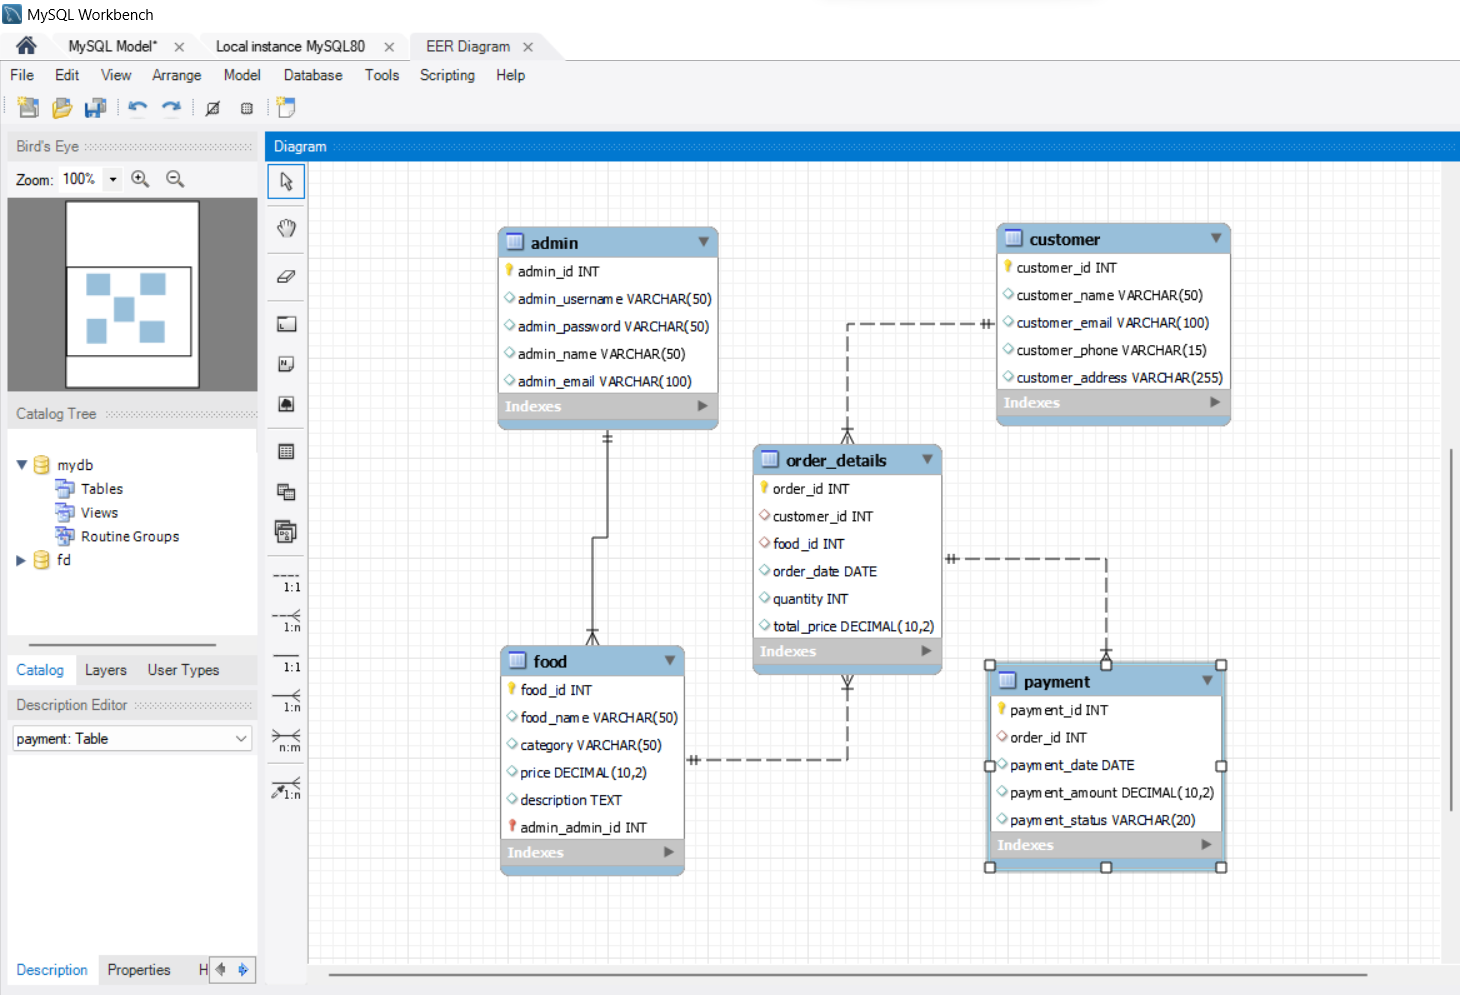 MySQL Workbench
MySQL Model*
Local instance MySQL80
EER Diagram
File Edit View Arrange Model Database Tools Scripting Help
Bird's Eye
Zoom: 100%
Catalog Tree
mydb
Tables
Views
Routine Groups
fd
Catalog Layers User Types
Description Editor
payment: Table
Description Properties H
1:1
1:n
1:1
1:n
n:m
1:n
Diagram
admin
admin_id INT
admin_username VARCHAR(50)
admin_password VARCHAR(50)
admin_name VARCHAR(50)
admin_email VARCHAR(100)
Indexes
customer
customer_id INT
customer_name VARCHAR(50)
customer_email VARCHAR(100)
customer_phone VARCHAR(15)
customer_address VARCHAR(255)
Indexes
order_details
order_id INT
customer_id INT
food_id INT
order_date DATE
quantity INT
total_price DECIMAL(10,2)
Indexes
food
food_id INT
food_name VARCHAR(50)
category VARCHAR(50)
price DECIMAL(10,2)
description TEXT
admin_admin_id INT
Indexes
payment
payment_id INT
order_id INT
payment_date DATE
payment_amount DECIMAL(10,2)
payment_status VARCHAR(20)
Indexes